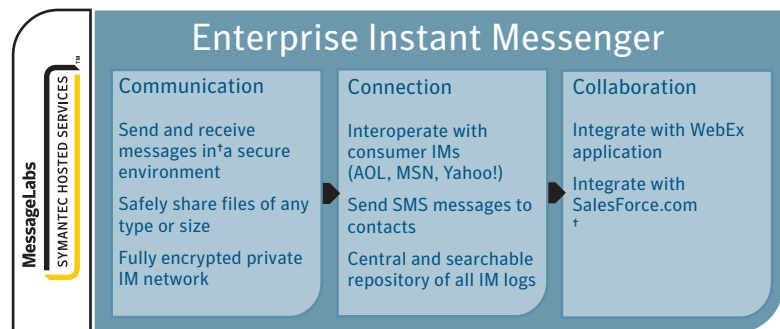 MessageLabs
SYMANTEC HOSTED SERVICES™
Enterprise Instant Messenger
Communication
Send and receive
messages in†a secure
environment
Safely share files of any
type or size
Fully encrypted private
IM network
Connection
Interoperate with
consumer IMs
(AOL, MSN, Yahoo!)
Send SMS messages to
contacts
Central and searchable
repository of all IM logs
Collaboration
Integrate with WebEx
application
Integrate with
SalesForce.com
†